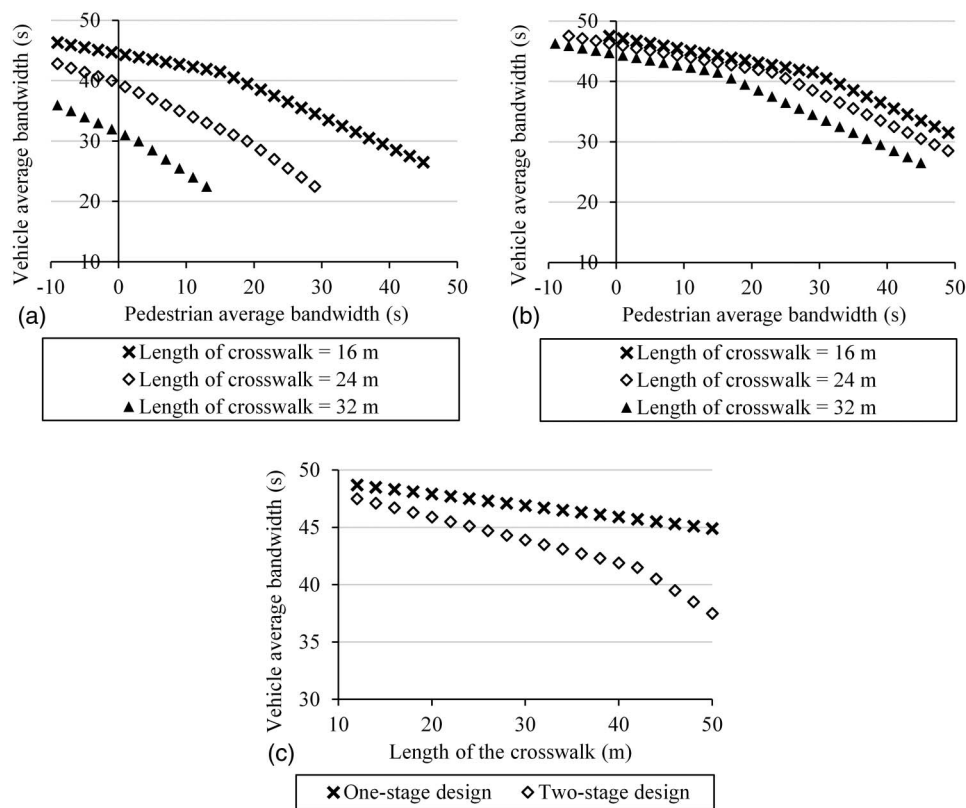 50
40
30
20
10
-10 0 10 20 30 40 50
Vehicle average bandwidth (s)
Pedestrian average bandwidth (s)
(a)
Length of crosswalk = 16 m
Length of crosswalk = 24 m
Length of crosswalk = 32 m
50
40
30
20
10
-10 0 10 20 30 40 50
Vehicle average bandwidth (s)
Pedestrian average bandwidth (s)
(b)
Length of crosswalk = 16 m
Length of crosswalk = 24 m
Length of crosswalk = 32 m
50
45
40
35
30
10 20 30 40 50
Vehicle average bandwidth (s)
Length of the crosswalk (m)
(c)
One-stage design
Two-stage design